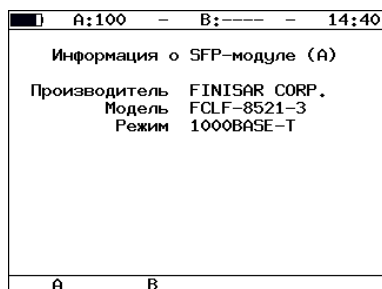 A:100 – B:---- – 14:40
Информация о SFP-модуле (A)
Производитель FINISAR CORP.
Модель FCLF-8521-3
Режим 1000BASE-T
A B